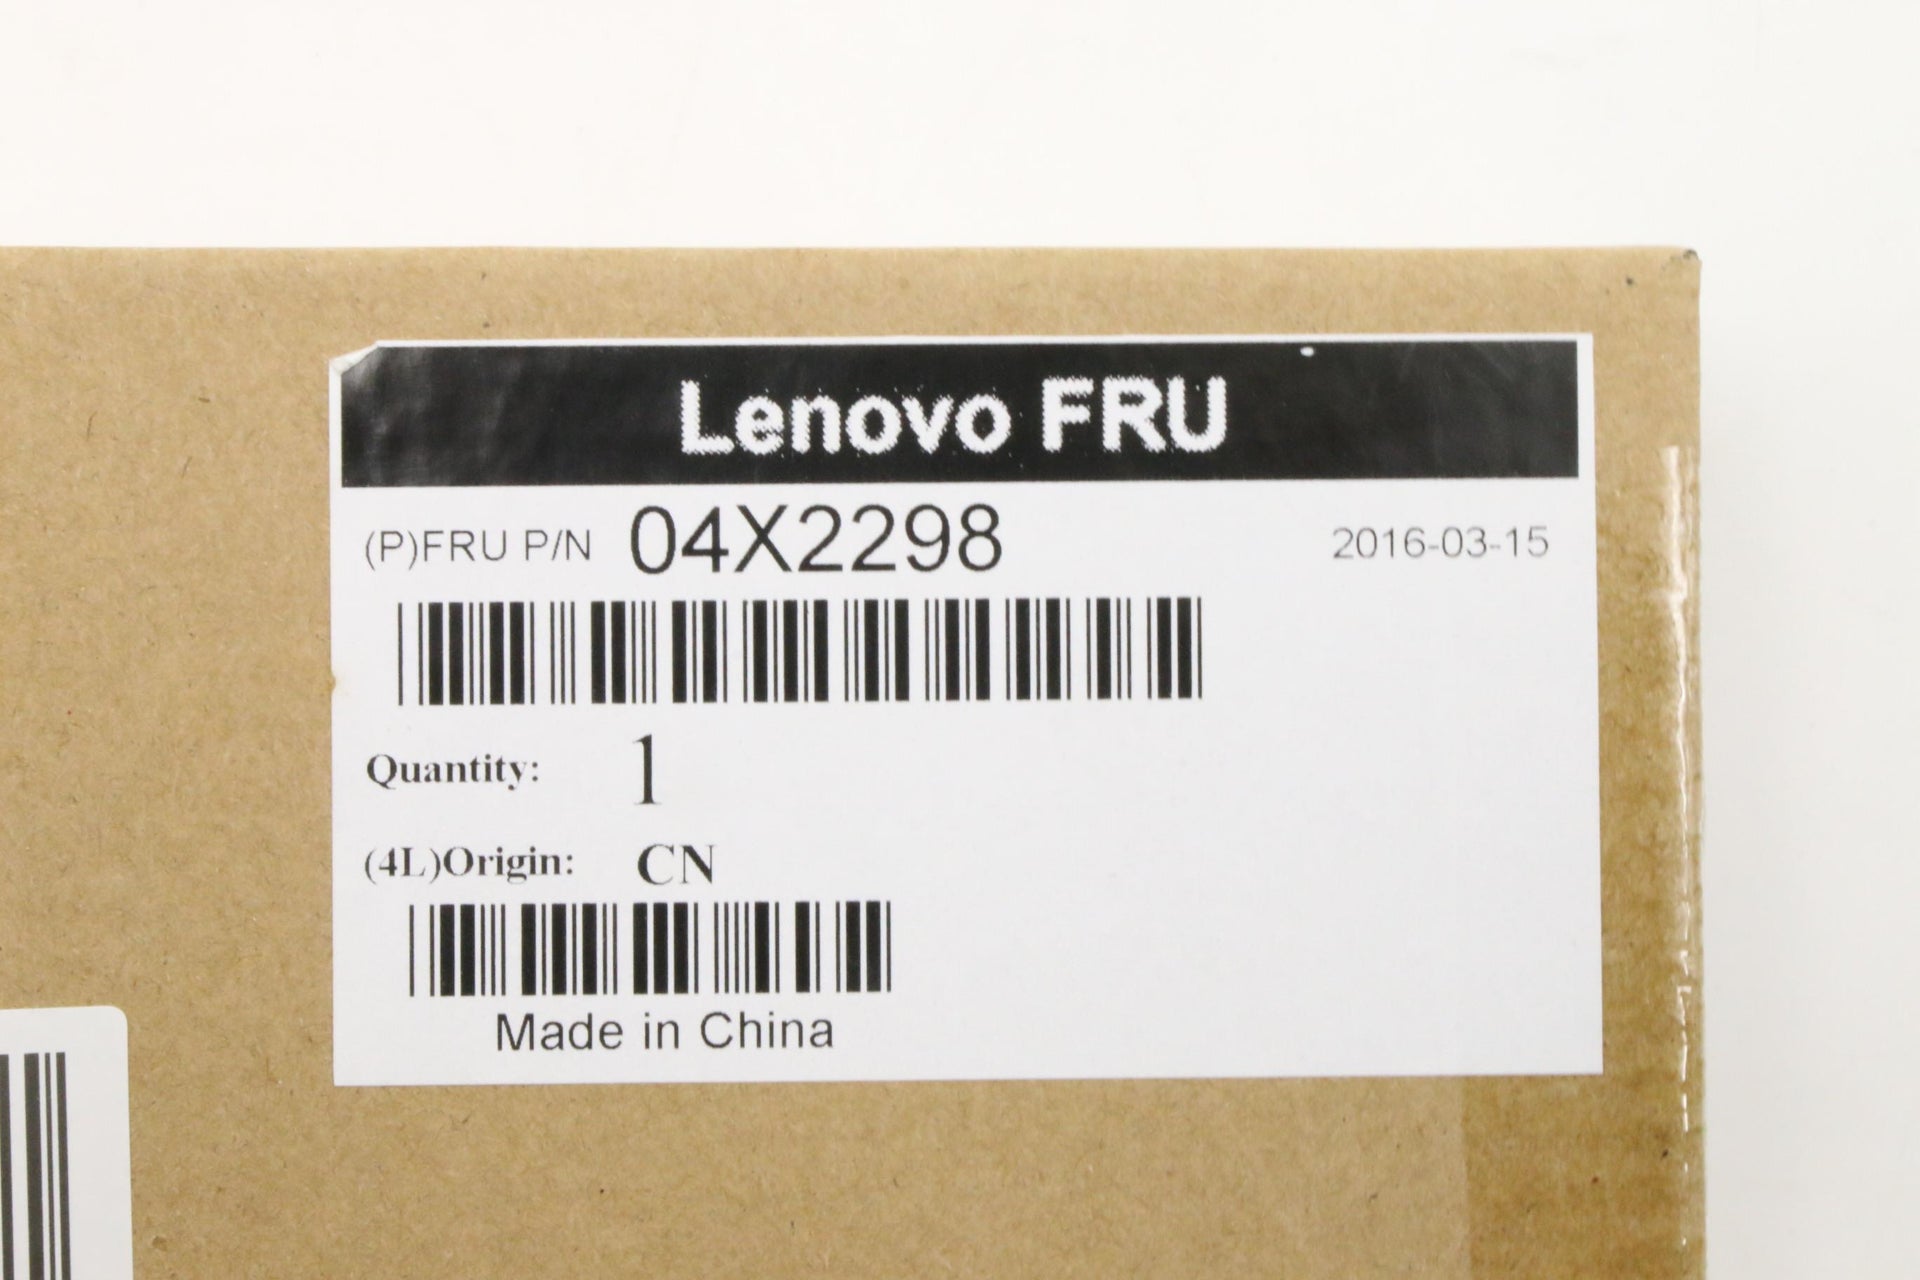 Lenovo FRU
(P)FRU P/N 04X2298 2016-03-15
Quantity: 1
(4L)Origin: CN
Made in China